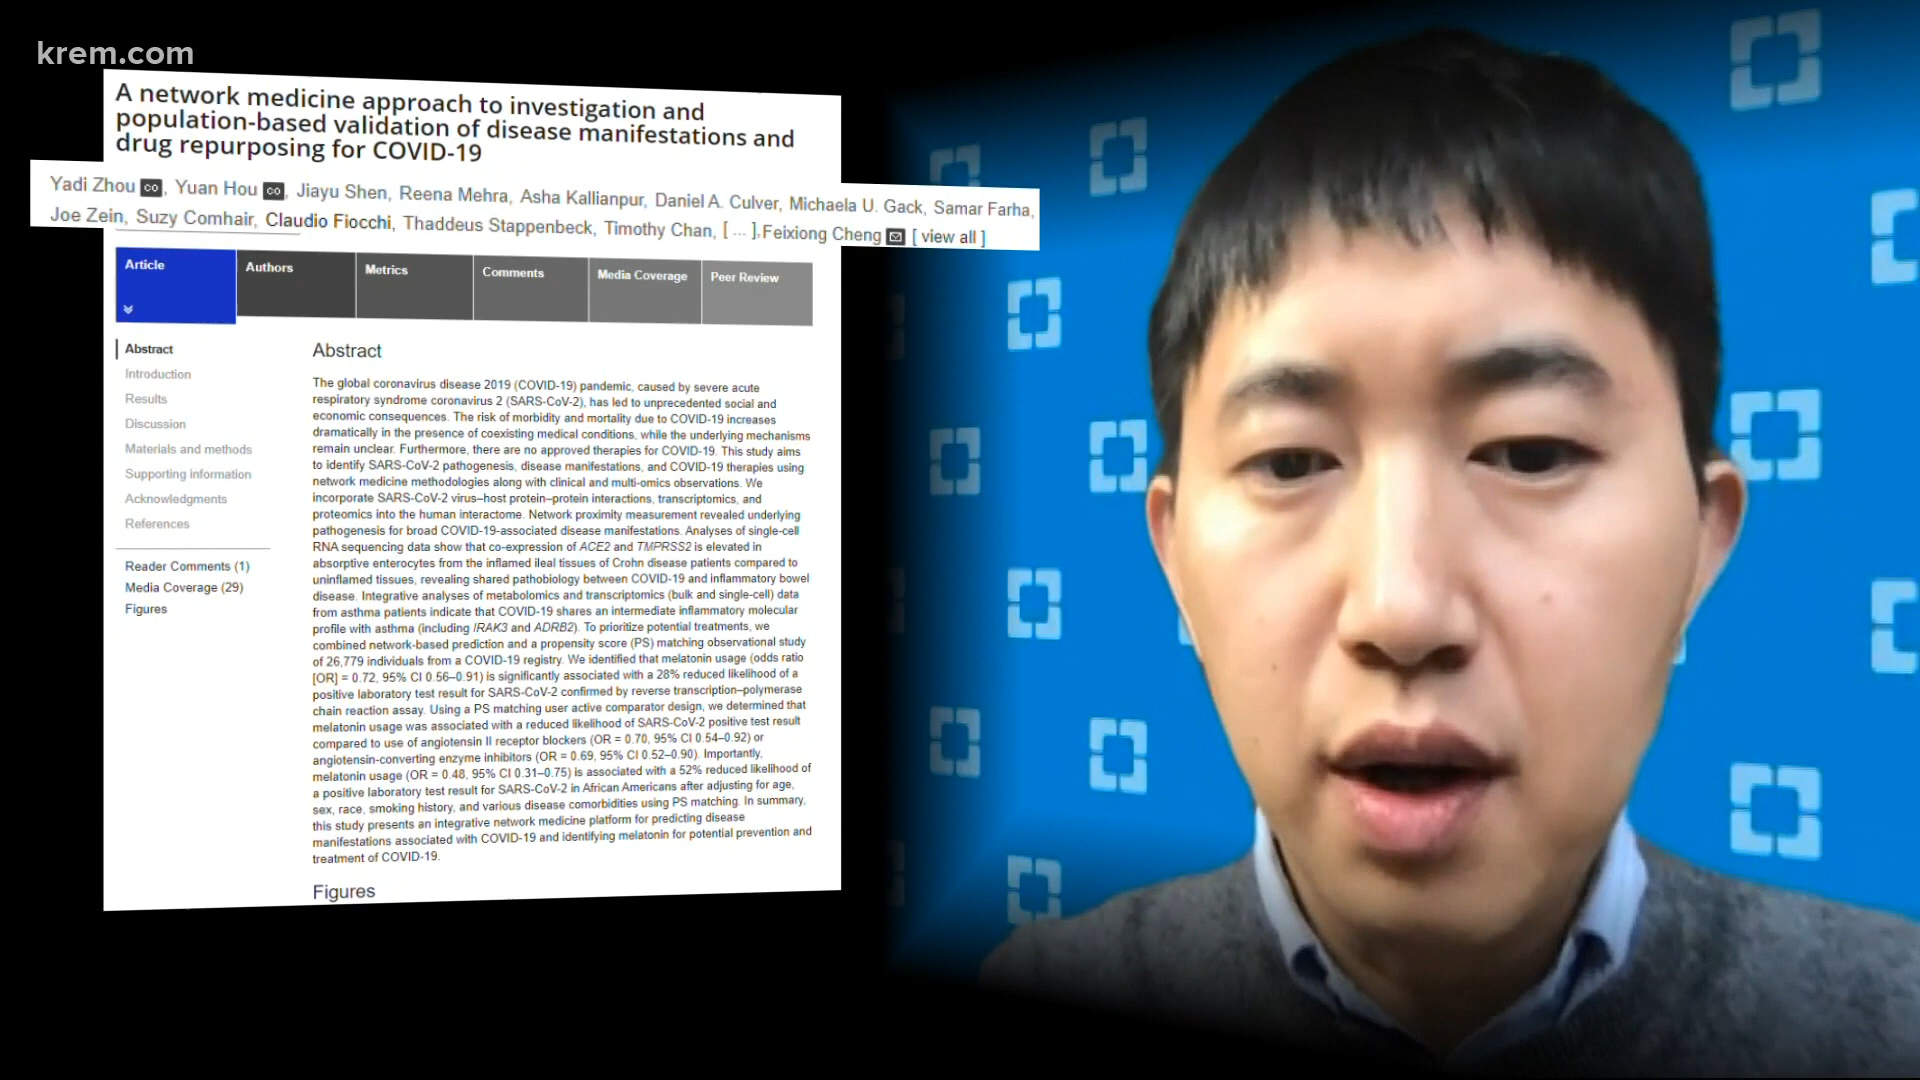 krem.com
A network medicine approach to investigation and
population-based validation of disease manifestations and
drug repurposing for COVID-19
Yadi Zhou co, Yuan Hou co, Jiayu Shen, Reena Mehra, Asha Kallianpur, Daniel A. Culver, Michaela U. Gack, Samar Farha,
Joe Zein, Suzy Comhair, Claudio Fiocchi, Thaddeus Stappenbeck, Timothy Chan, [ ... ], Feixiong Cheng [ view all ]
Article
Authors
Metrics
Comments
Media Coverage
Peer Review
Abstract
Introduction
Results
Discussion
Materials and methods
Supporting information
Acknowledgments
References
Reader Comments (1)
Media Coverage (29)
Figures
Abstract
The global coronavirus disease 2019 (COVID-19) pandemic, caused by severe acute
respiratory syndrome coronavirus 2 (SARS-CoV-2), has led to unprecedented social and
economic consequences. The risk of morbidity and mortality due to COVID-19 increases
dramatically in the presence of coexisting medical conditions, while the underlying mechanisms
remain unclear. Furthermore, there are no approved therapies for COVID-19. This study aims
to identify SARS-CoV-2 pathogenesis, disease manifestations, and COVID-19 therapies using
network medicine methodologies along with clinical and multi-omics observations. We
incorporate SARS-CoV-2 virus–host protein–protein interactions, transcriptomics, and
proteomics into the human interactome. Network proximity measurement revealed underlying
pathogenesis for broad COVID-19-associated disease manifestations. Analyses of single-cell
RNA sequencing data show that co-expression of ACE2 and TMPRSS2 is elevated in
absorptive enterocytes from the inflamed ileal tissues of Crohn disease patients compared to
uninflamed tissues, revealing shared pathobiology between COVID-19 and inflammatory bowel
disease. Integrative analyses of metabolomics and transcriptomics (bulk and single-cell) data
from asthma patients indicate that COVID-19 shares an intermediate inflammatory molecular
profile with asthma (including IRAK3 and ADRB2). To prioritize potential treatments, we
combined network-based prediction and a propensity score (PS) matching observational study
of 26,779 individuals from a COVID-19 registry. We identified that melatonin usage (odds ratio
[OR] = 0.72, 95% CI 0.56–0.91) is significantly associated with a 28% reduced likelihood of a
positive laboratory test result for SARS-CoV-2 confirmed by reverse transcription–polymerase
chain reaction assay. Using a PS matching user active comparator design, we determined that
melatonin usage was associated with a reduced likelihood of SARS-CoV-2 positive test result
compared to use of angiotensin II receptor blockers (OR = 0.70, 95% CI 0.54–0.92) or
angiotensin-converting enzyme inhibitors (OR = 0.69, 95% CI 0.52–0.90). Importantly,
melatonin usage (OR = 0.48, 95% CI 0.31–0.75) is associated with a 52% reduced likelihood of
a positive laboratory test result for SARS-CoV-2 in African Americans after adjusting for age,
sex, race, smoking history, and various disease comorbidities using PS matching. In summary,
this study presents an integrative network medicine platform for predicting disease
manifestations associated with COVID-19 and identifying melatonin for potential prevention and
treatment of COVID-19.
Figures